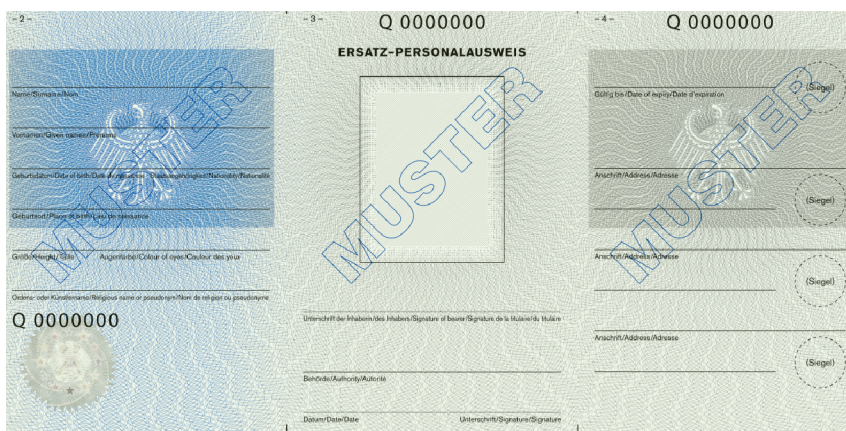 - 2 -
Name/Surname/Nom
Vornamen/Given names/Prénoms
Geburtsdatum/Date of birth/Date de naissance Staatsangehörigkeit/Nationality/Nationalité
Geburtsort/Place of birth/Lieu de naissance
Größe/Height/Taille Augenfarbe/Colour of eyes/Couleur des yeux
Ordens- oder Künstlername/Religious name or pseudonym/Nom de religion ou pseudonyme
Q 0000000
MUSTER
- 3 -
Q 0000000
ERSATZ-PERSONALAUSWEIS
MUSTER
Unterschrift der Inhaberin/des Inhabers/Signature of bearer/Signature de la titulaire/du titulaire
Behörde/Authority/Autorité
Datum/Date/Date Unterschrift/Signature/Signature
- 4 -
Q 0000000
(Siegel)
Gültig bis/Date of expiry/Date d'expiration
MUSTER
Anschrift/Address/Adresse
(Siegel)
Anschrift/Address/Adresse
(Siegel)
Anschrift/Address/Adresse
(Siegel)